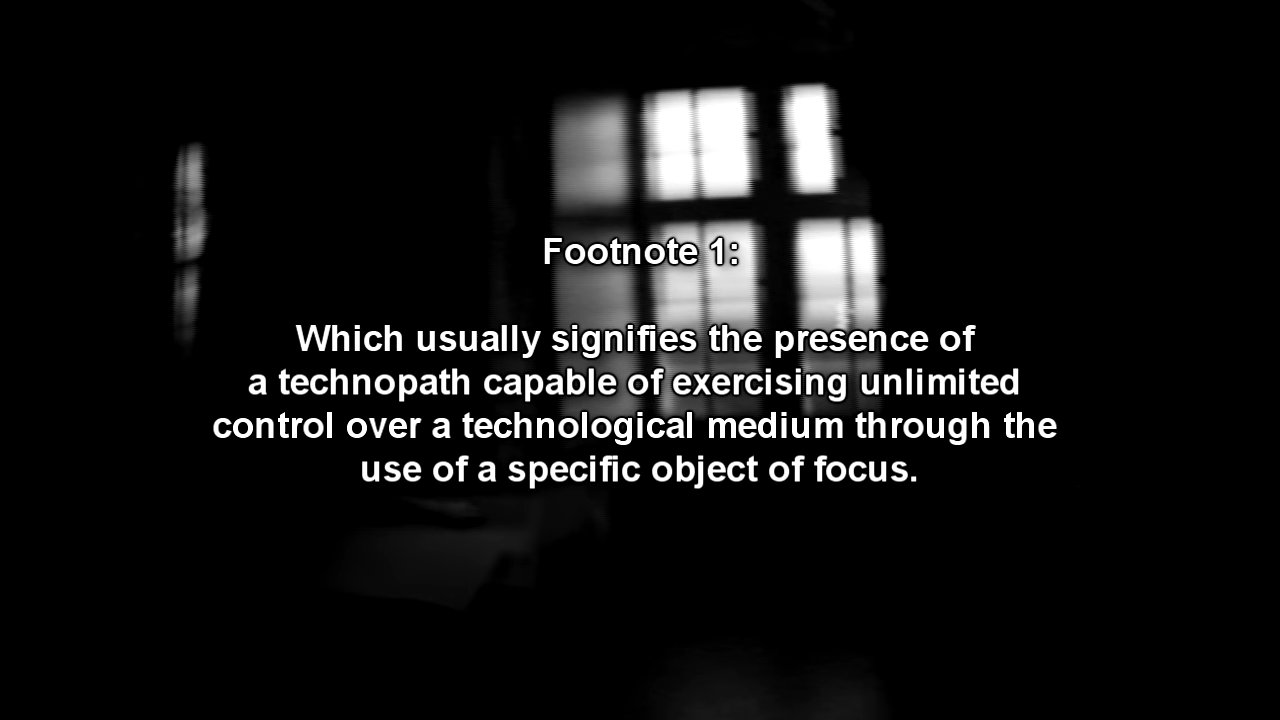 Footnote 1:
Which usually signifies the presence of
a technopath capable of exercising unlimited
control over a technological medium through the
use of a specific object of focus.